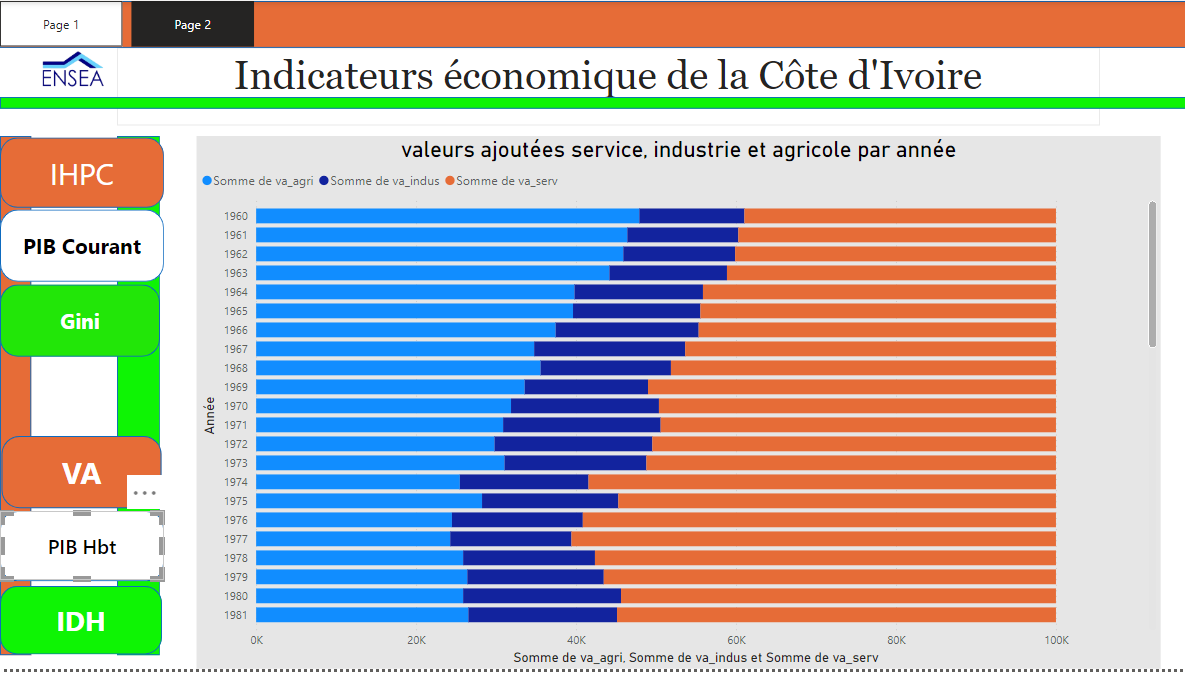 Page 1
Page 2
ENSEA
Indicateurs économique de la Côte d'Ivoire
IHPC
PIB Courant
Gini
VA
...
PIB Hbt
IDH
valeurs ajoutées service, industrie et agricole par année
Somme de va_agri Somme de va_indus Somme de va_serv
Année
1960
1961
1962
1963
1964
1965
1966
1967
1968
1969
1970
1971
1972
1973
1974
1975
1976
1977
1978
1979
1980
1981
0K 20K 40K 60K 80K 100K
Somme de va_agri, Somme de va_indus et Somme de va_serv